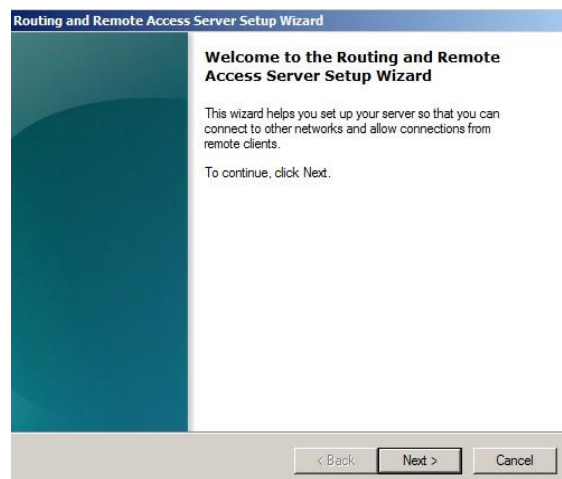 Routing and Remote Access Server Setup Wizard
Welcome to the Routing and Remote
Access Server Setup Wizard
This wizard helps you set up your server so that you can
connect to other networks and allow connections from
remote clients.
To continue, click Next.
< Back
Next >
Cancel